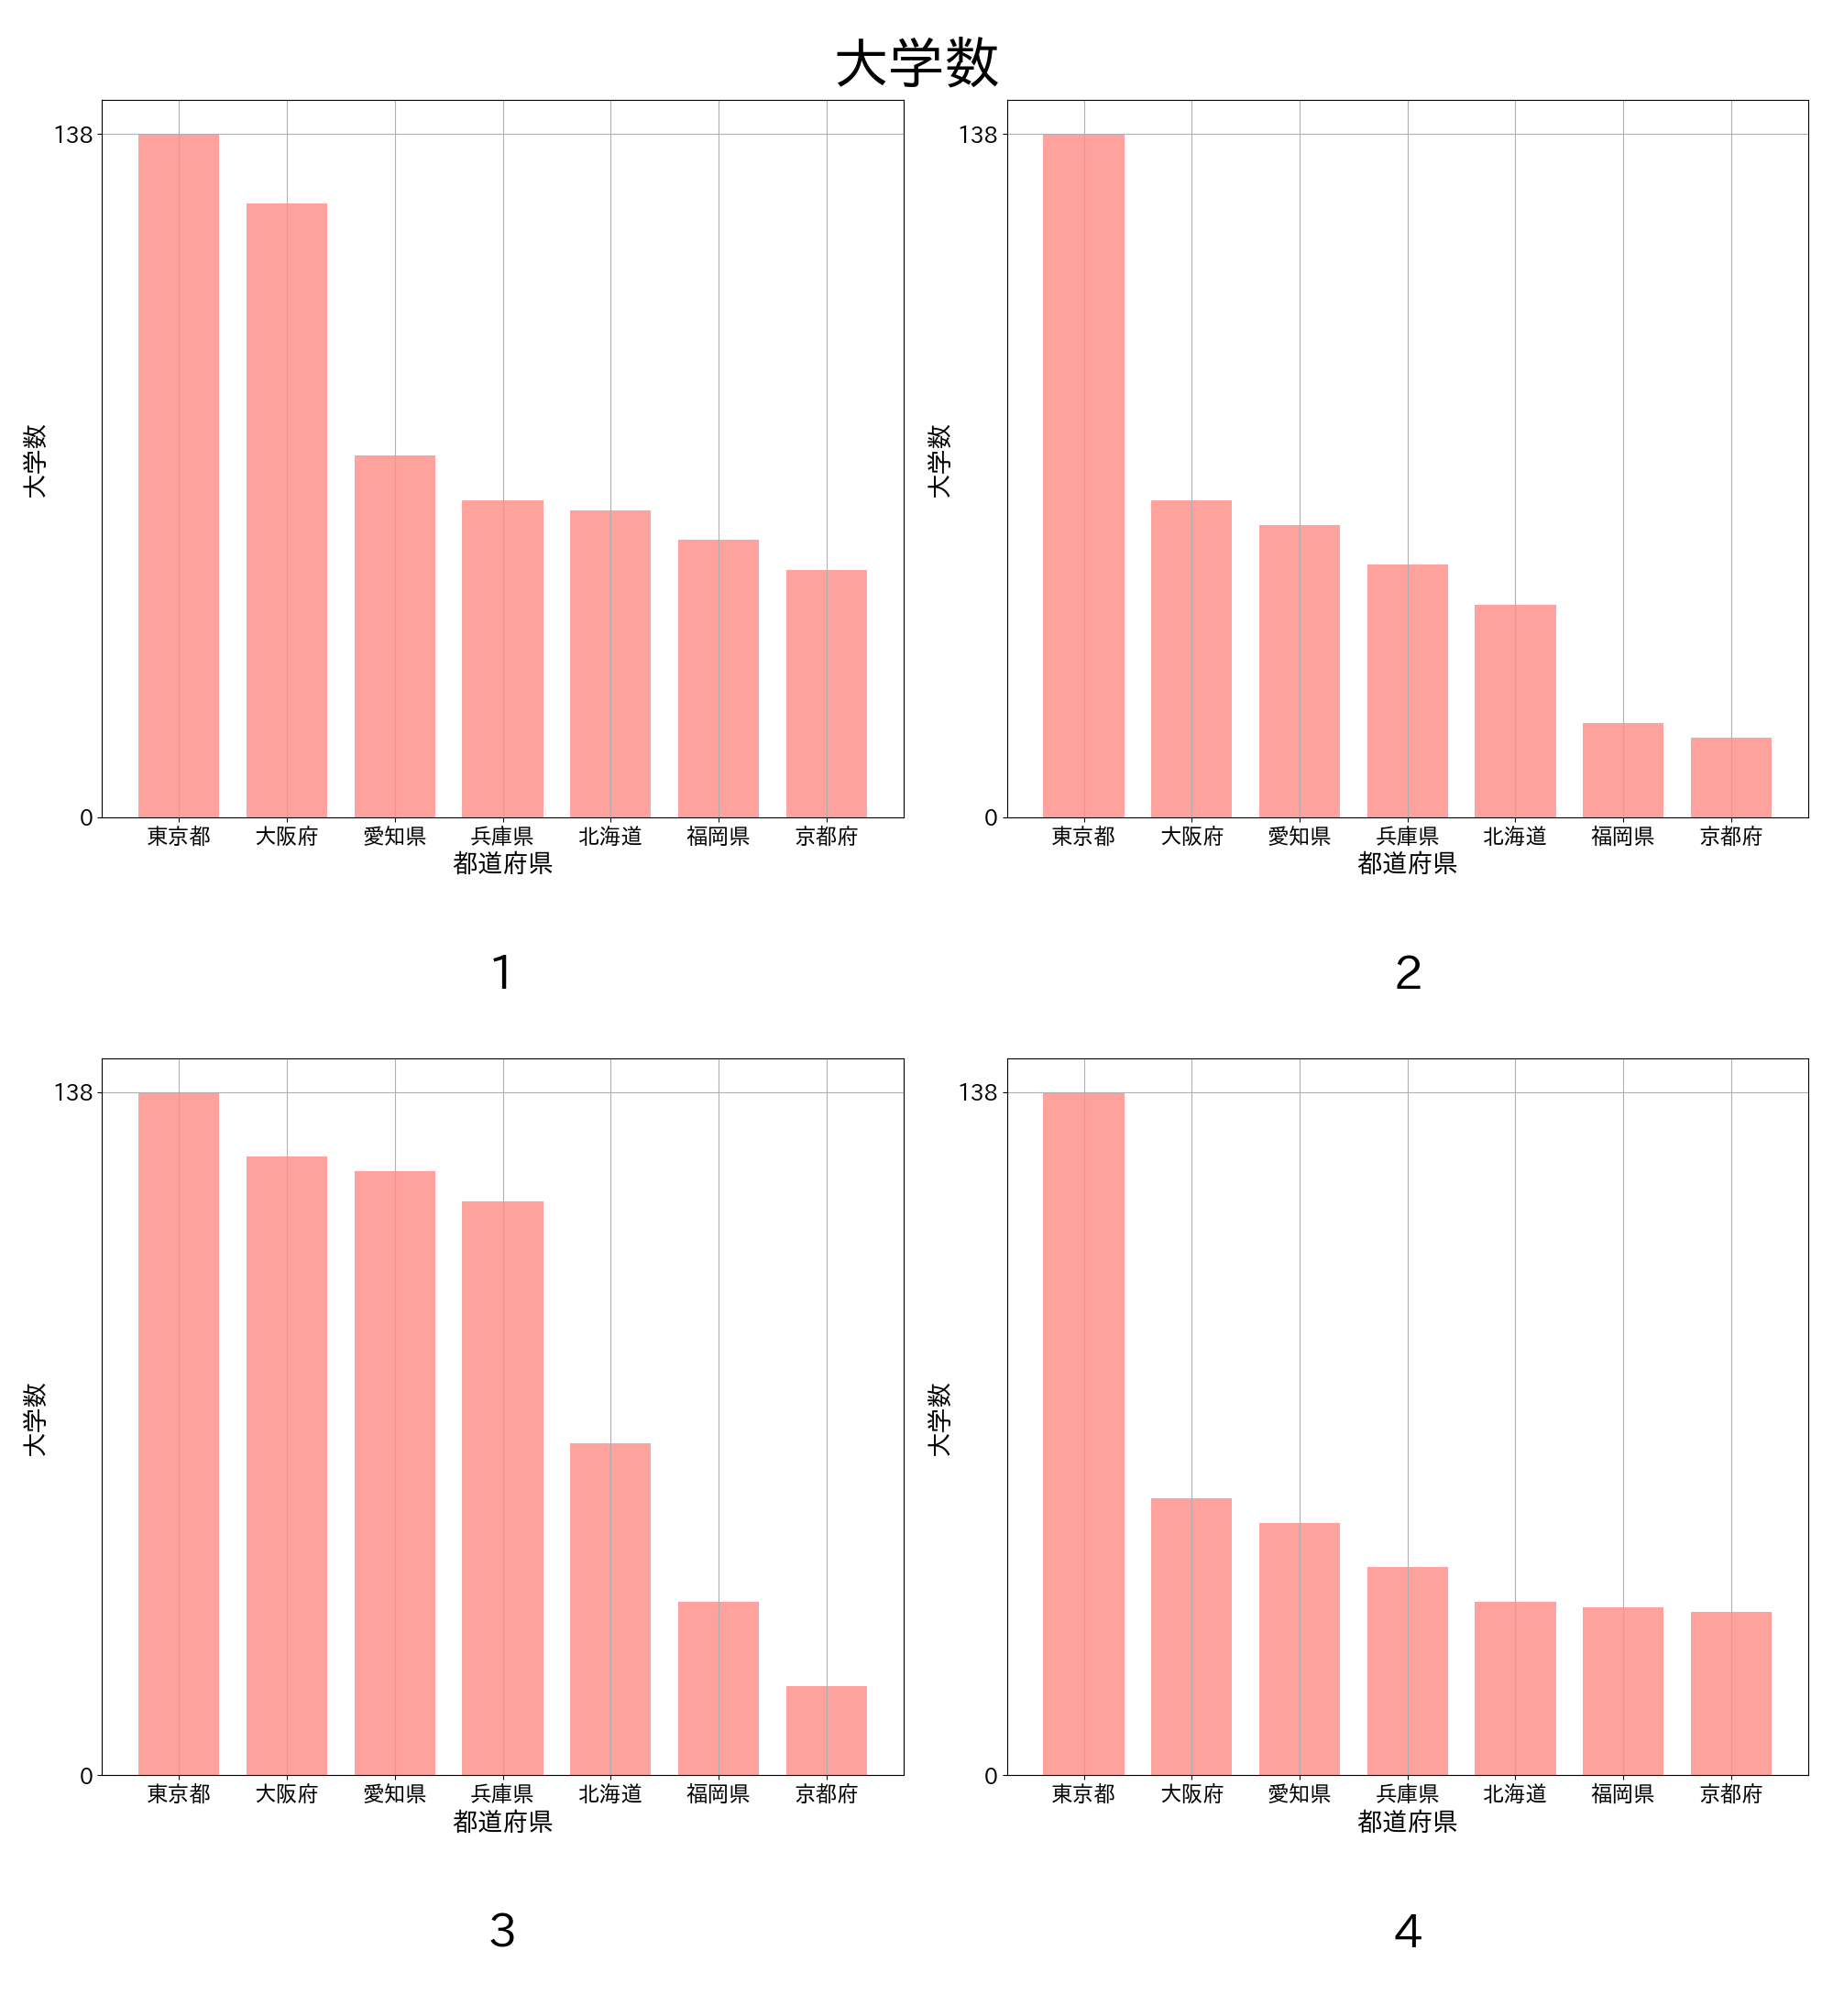 大学数
138
0
大学数
東京都 大阪府 愛知県 兵庫県 北海道 福岡県 京都府
都道府県
1
138
0
大学数
東京都 大阪府 愛知県 兵庫県 北海道 福岡県 京都府
都道府県
2
138
0
大学数
東京都 大阪府 愛知県 兵庫県 北海道 福岡県 京都府
都道府県
3
138
0
大学数
東京都 大阪府 愛知県 兵庫県 北海道 福岡県 京都府
都道府県
4